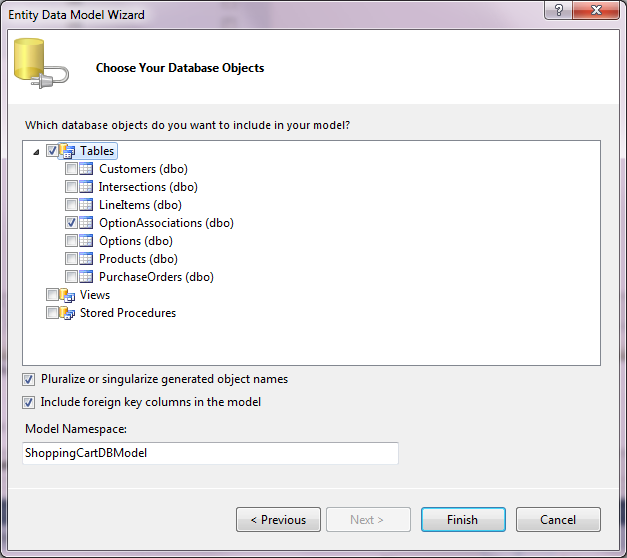 Entity Data Model Wizard
Choose Your Database Objects
Which database objects do you want to include in your model?
Tables
Customers (dbo)
Intersections (dbo)
LineItems (dbo)
OptionAssociations (dbo)
Options (dbo)
Products (dbo)
PurchaseOrders (dbo)
Views
Stored Procedures
Pluralize or singularize generated object names
Include foreign key columns in the model
Model Namespace:
ShoppingCartDBModel
< Previous
Next >
Finish
Cancel